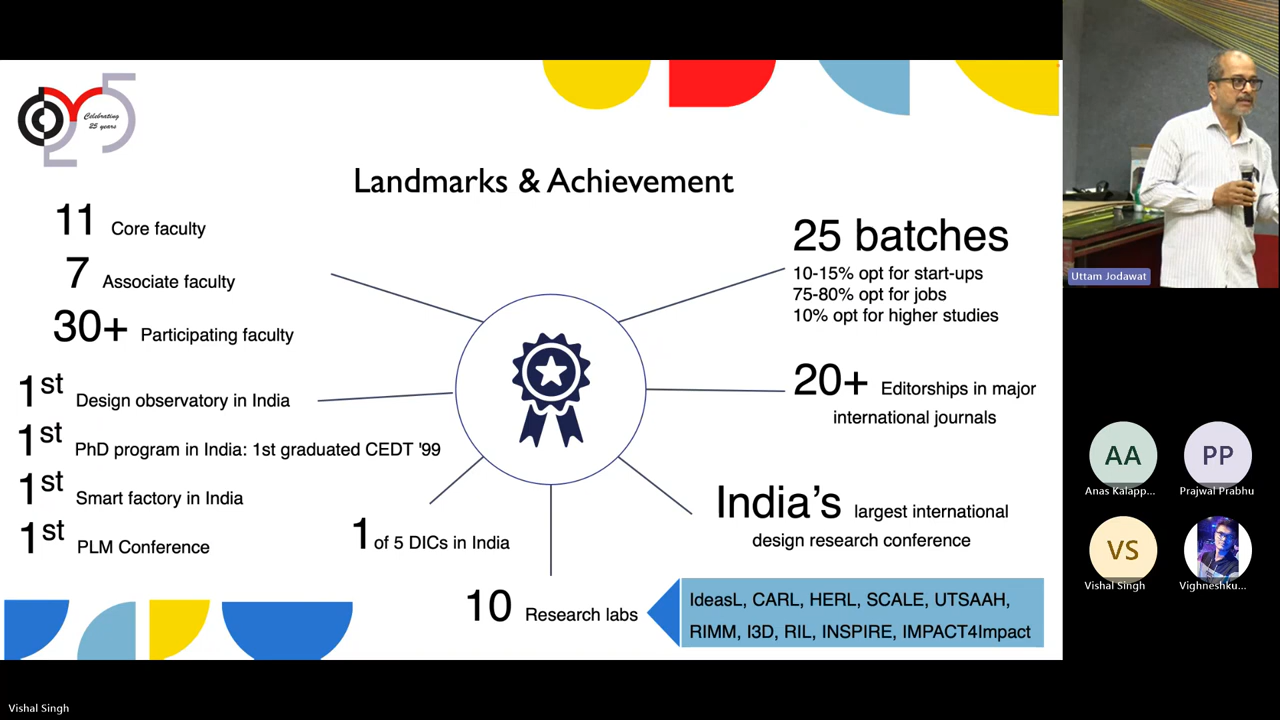 Celebrating
25 years
Landmarks & Achievement
11 Core faculty
7 Associate faculty
30+ Participating faculty
1st Design observatory in India
1st PhD program in India: 1st graduated CEDT '99
1st Smart factory in India
1st PLM Conference
1 of 5 DICs in India
10 Research labs
IdeasL, CARL, HERL, SCALE, UTSAAH,
RIMM, I3D, RIL, INSPIRE, IMPACT4Impact
25 batches
10-15% opt for start-ups
75-80% opt for jobs
10% opt for higher studies
20+ Editorships in major
international journals
India's largest international
design research conference
Uttam Jodawat
AA
Anas Kalapp...
PP
Prajwal Prabhu
VS
Vishal Singh
Vighneshku...
Vishal Singh